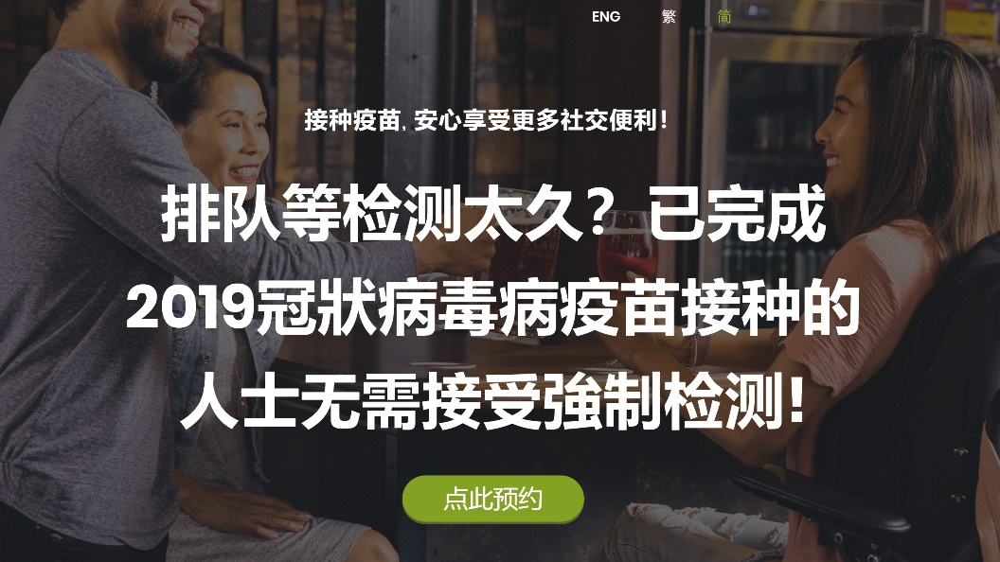 ENG 繁 简
接种疫苗, 安心享受更多社交便利！
排队等检测太久？已完成
2019冠狀病毒病疫苗接种的
人士无需接受強制检测!
点此预约